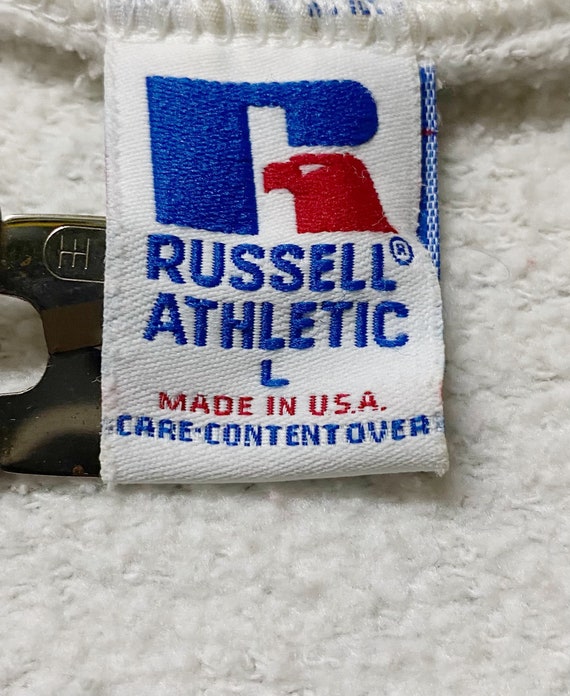 RUSSELL®
ATHLETIC
L
MADE IN U.S.A.
CARE·CONTENT OVER